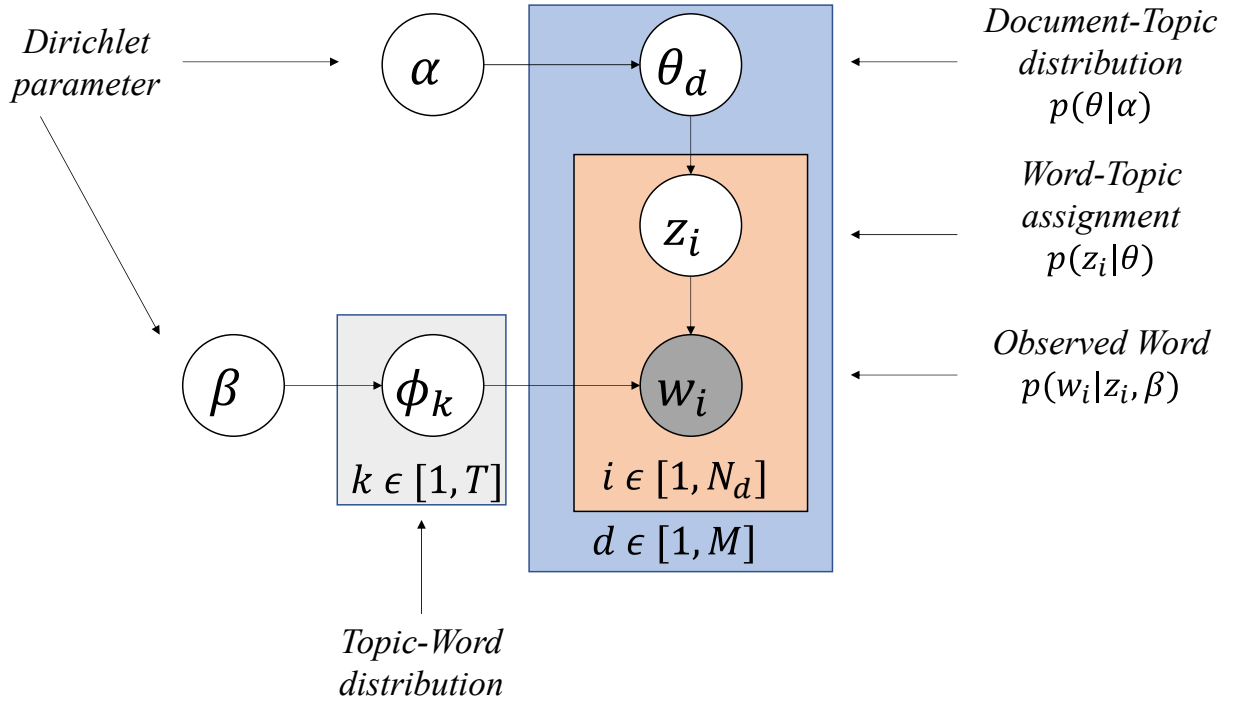 Dirichlet
parameter
α
θ_d
Document-Topic
distribution
p(θ|α)
z_i
Word-Topic
assignment
p(z_i|θ)
β
ϕ_k
w_i
Observed Word
p(w_i|z_i, β)
k ϵ [1, T]
i ϵ [1, N_d]
d ϵ [1, M]
Topic-Word
distribution